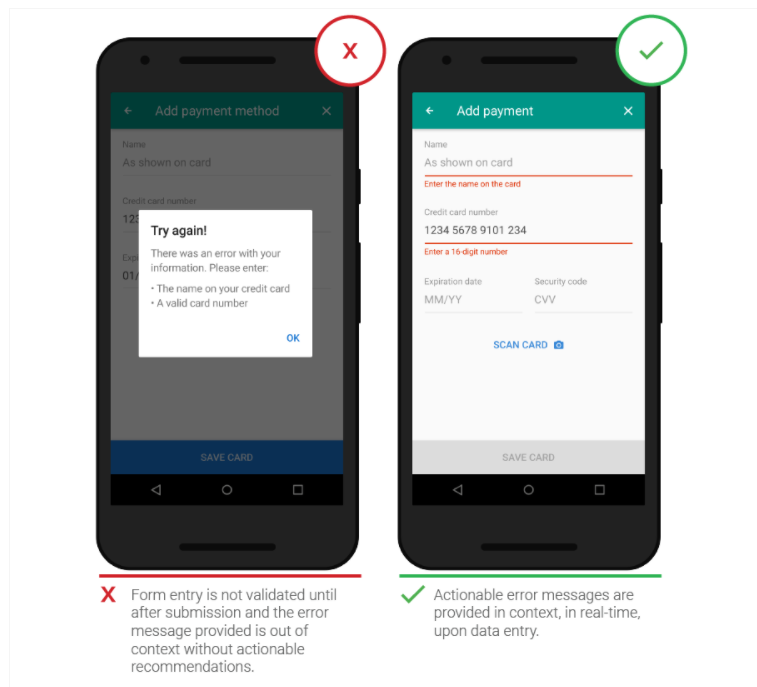 X
Add payment method
Name
As shown on card
Credit card number
123
Expi
01/
Try again!
There was an error with your
information. Please enter:
• The name on your credit card
• A valid card number
OK
SAVE CARD
X Form entry is not validated until
after submission and the error
message provided is out of
context without actionable
recommendations.
Add payment
Name
As shown on card
Enter the name on the card
Credit card number
1234 5678 9101 234
Enter a 16-digit number
Expiration date Security code
MM/YY CVV
SCAN CARD
SAVE CARD
Actionable error messages are
provided in context, in real-time,
upon data entry.